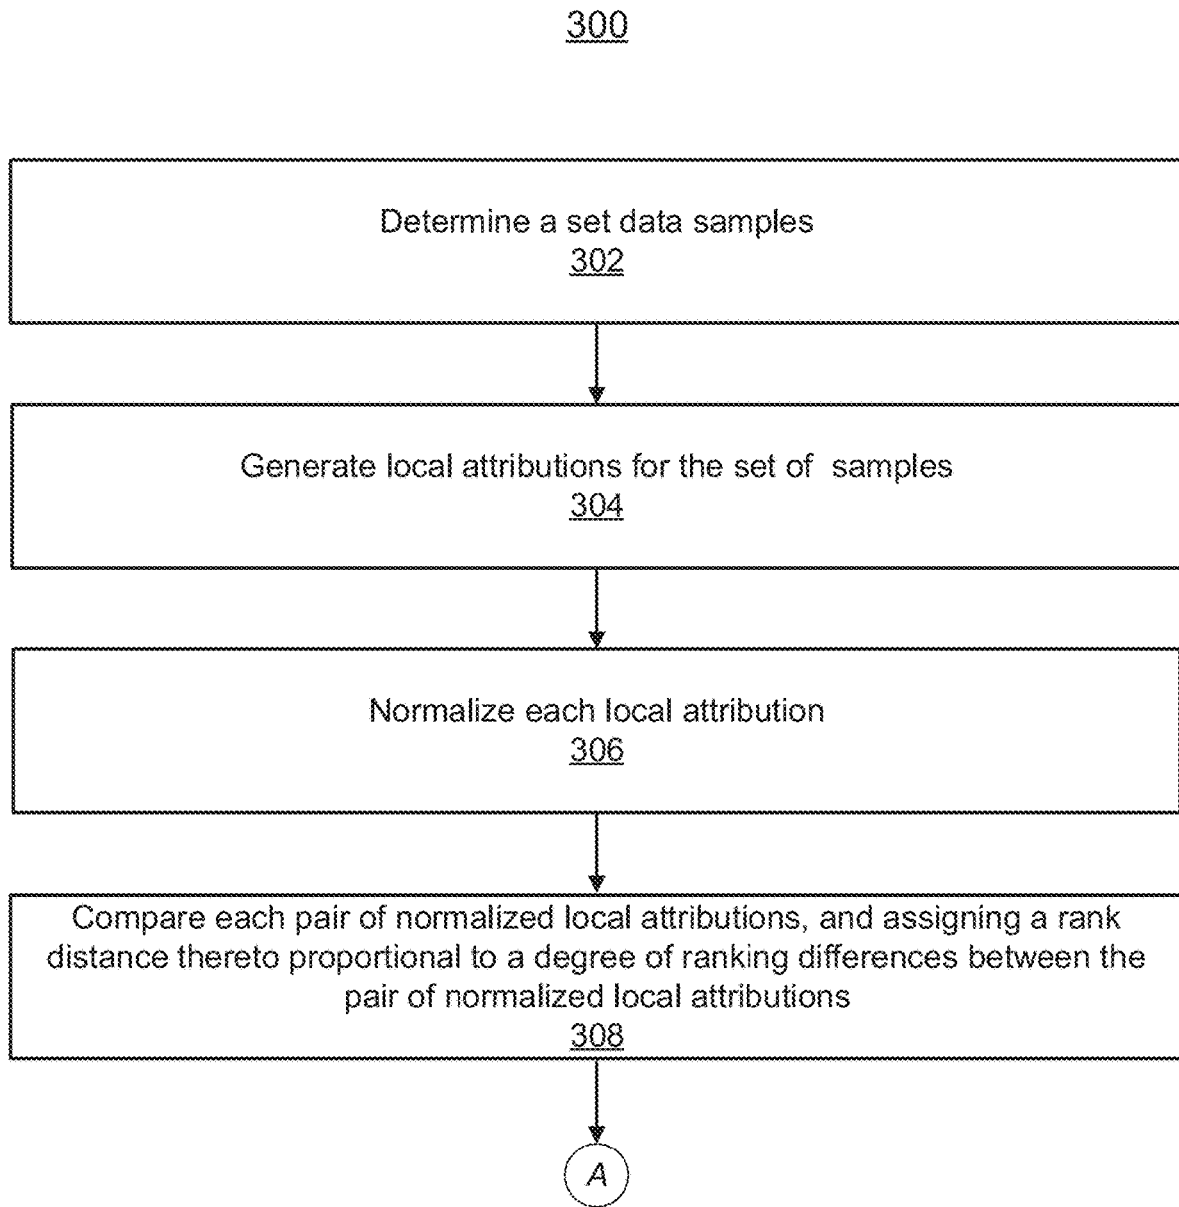 300
Determine a set data samples
302
Generate local attributions for the set of samples
304
Normalize each local attribution
306
Compare each pair of normalized local attributions, and assigning a rank
distance thereto proportional to a degree of ranking differences between the
pair of normalized local attributions
308
A